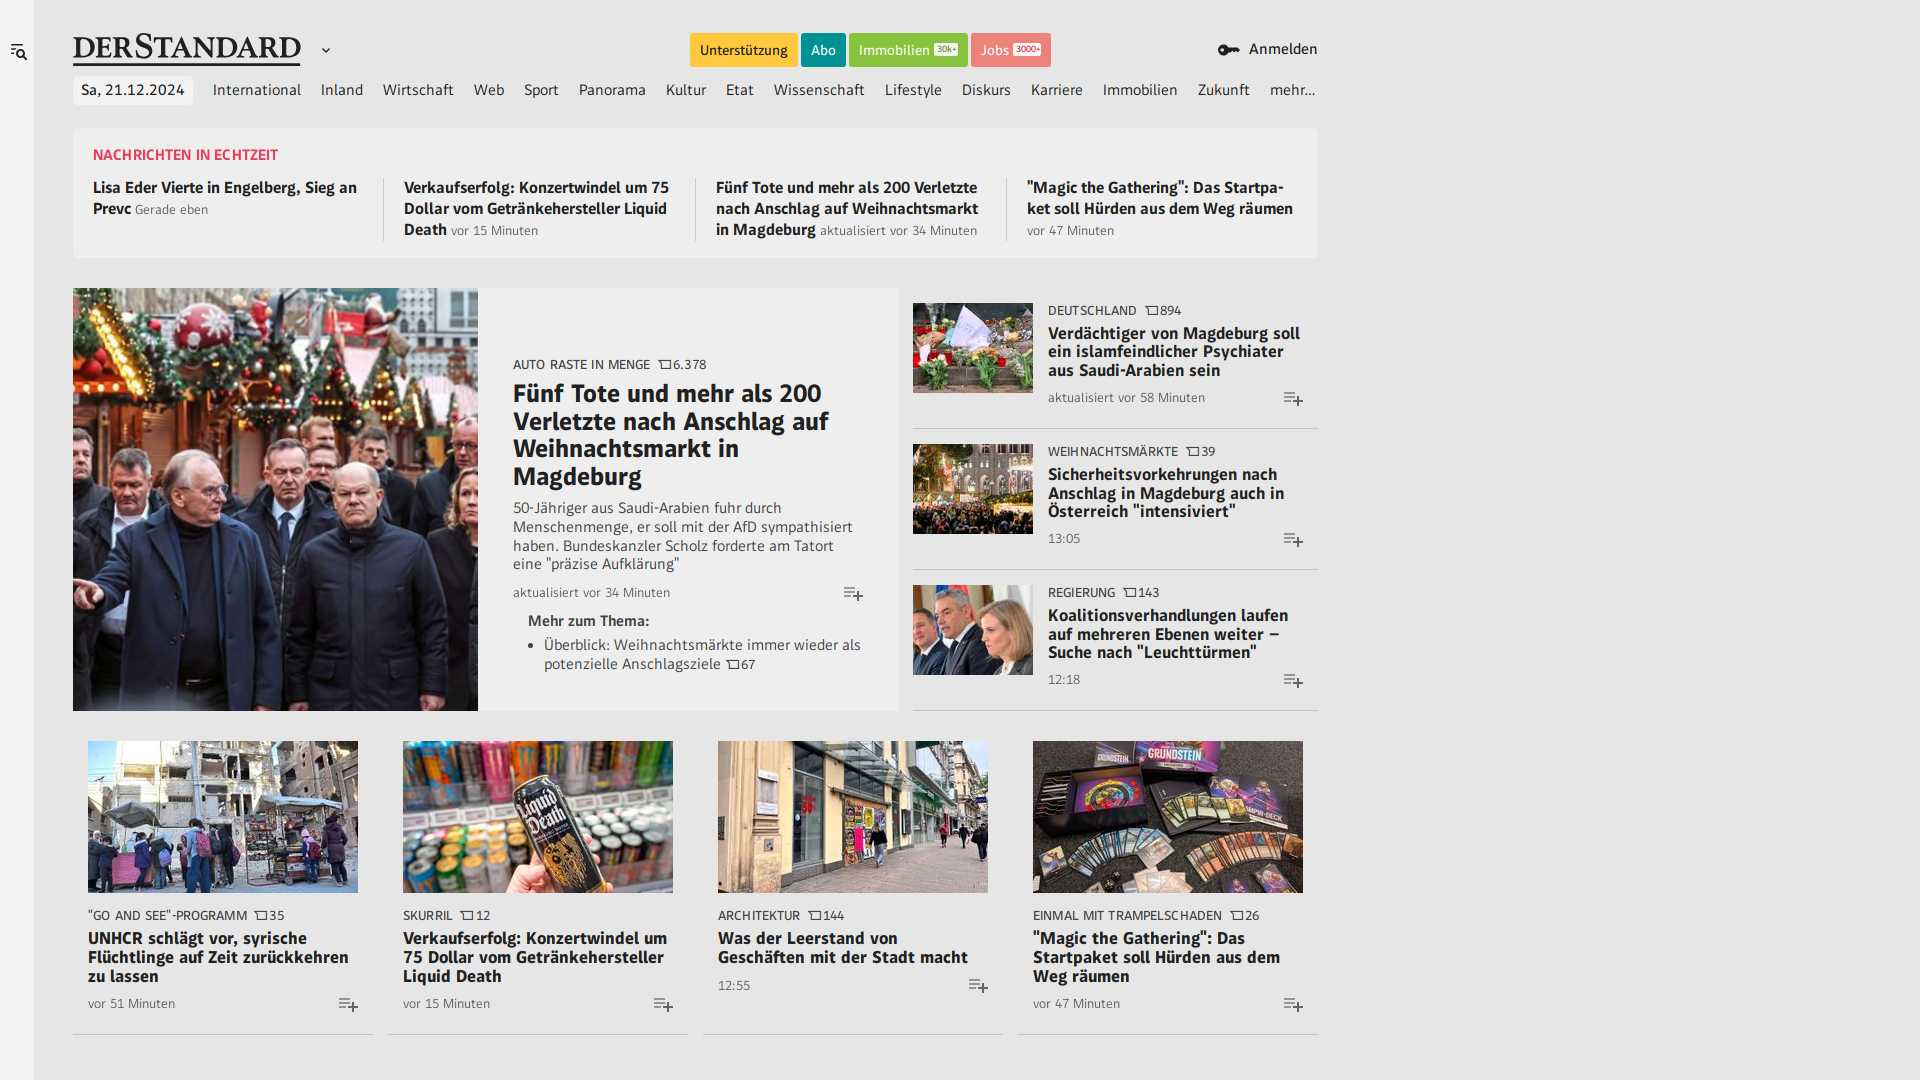 DERSTANDARD
Unterstützung
Abo
Immobilien 30k+
Jobs 3000+
Anmelden
Sa, 21.12.2024
International
Inland
Wirtschaft
Web
Sport
Panorama
Kultur
Etat
Wissenschaft
Lifestyle
Diskurs
Karriere
Immobilien
Zukunft
mehr...
NACHRICHTEN IN ECHTZEIT
Lisa Eder Vierte in Engelberg, Sieg an
Prevc Gerade eben
Verkaufserfolg: Konzertwindel um 75
Dollar vom Getränkehersteller Liquid
Death vor 15 Minuten
Fünf Tote und mehr als 200 Verletzte
nach Anschlag auf Weihnachtsmarkt
in Magdeburg aktualisiert vor 34 Minuten
"Magic the Gathering": Das Startpa-
ket soll Hürden aus dem Weg räumen
vor 47 Minuten
AUTO RASTE IN MENGE 6.378
Fünf Tote und mehr als 200
Verletzte nach Anschlag auf
Weihnachtsmarkt in
Magdeburg
50-Jähriger aus Saudi-Arabien fuhr durch
Menschenmenge, er soll mit der AfD sympathisiert
haben. Bundeskanzler Scholz forderte am Tatort
eine "präzise Aufklärung"
aktualisiert vor 34 Minuten
Mehr zum Thema:
• Überblick: Weihnachtsmärkte immer wieder als
potenzielle Anschlagsziele 67
DEUTSCHLAND 894
Verdächtiger von Magdeburg soll
ein islamfeindlicher Psychiater
aus Saudi-Arabien sein
aktualisiert vor 58 Minuten
WEIHNACHTSMÄRKTE 39
Sicherheitsvorkehrungen nach
Anschlag in Magdeburg auch in
Österreich "intensiviert"
13:05
REGIERUNG 143
Koalitionsverhandlungen laufen
auf mehreren Ebenen weiter –
Suche nach "Leuchttürmen"
12:18
"GO AND SEE"-PROGRAMM 35
UNHCR schlägt vor, syrische
Flüchtlinge auf Zeit zurückkehren
zu lassen
vor 51 Minuten
Liquid
Death
SKURRIL 12
Verkaufserfolg: Konzertwindel um
75 Dollar vom Getränkehersteller
Liquid Death
vor 15 Minuten
ARCHITEKTUR 144
Was der Leerstand von
Geschäften mit der Stadt macht
12:55
GRUNDSTEIN
GRUNDSTEIN
EINMAL MIT TRAMPELSCHADEN 26
"Magic the Gathering": Das
Startpaket soll Hürden aus dem
Weg räumen
vor 47 Minuten